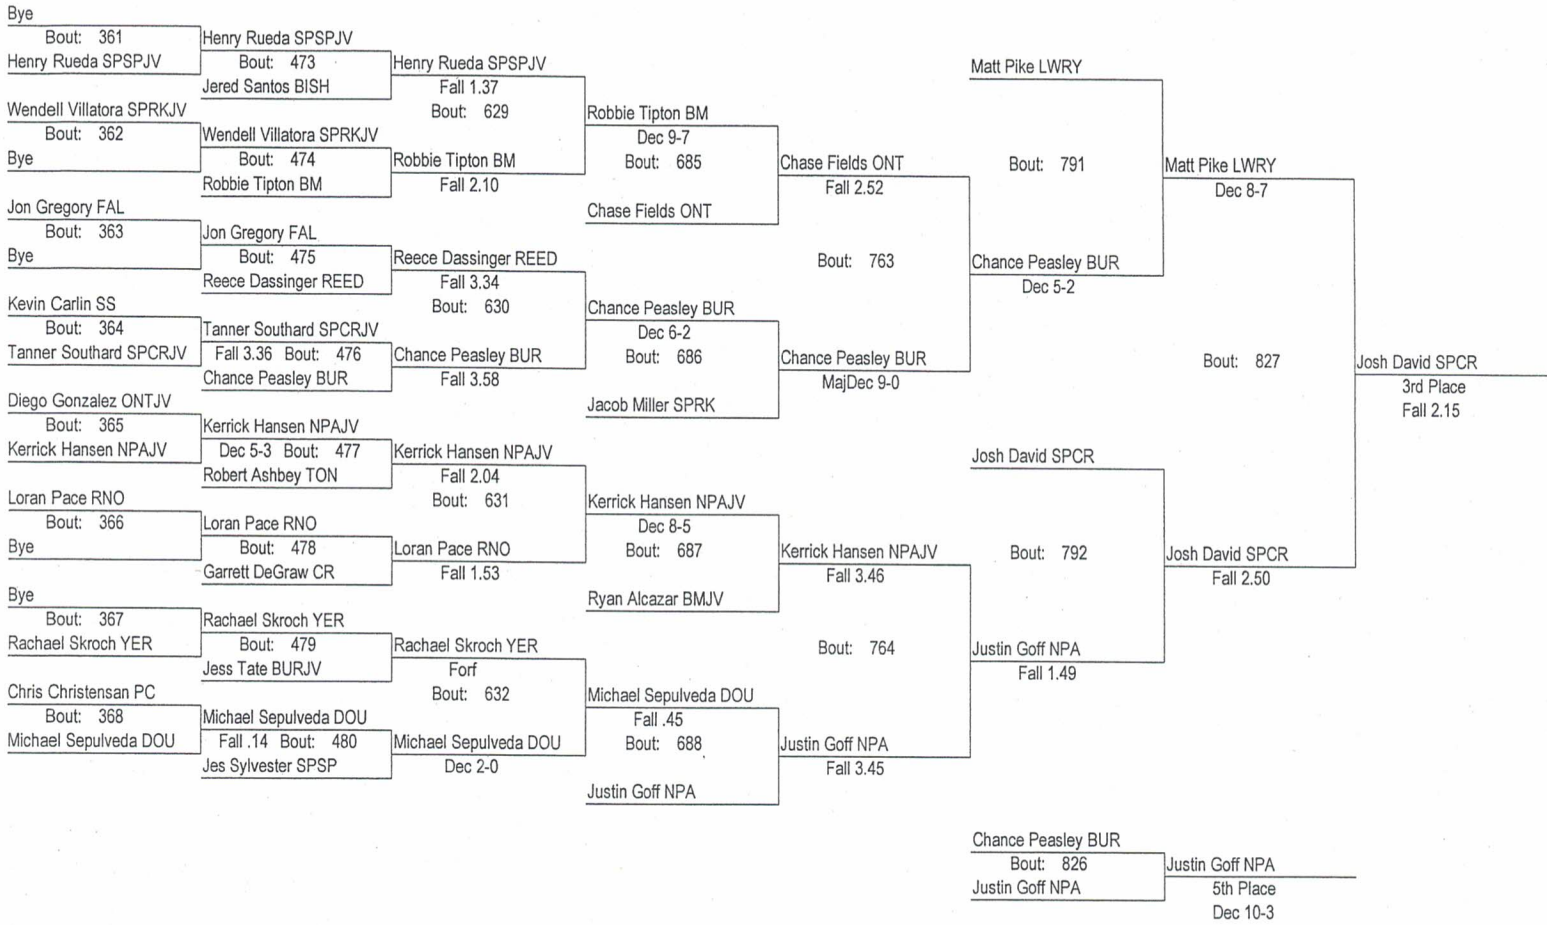 Bye
Bout: 361
Henry Rueda SPSPJV
Wendell Villatora SPRKJV
Bout: 362
Bye
Jon Gregory FAL
Bout: 363
Bye
Kevin Carlin SS
Bout: 364
Tanner Southard SPCRJV
Diego Gonzalez ONTJV
Bout: 365
Kerrick Hansen NPAJV
Loran Pace RNO
Bout: 366
Bye
Bye
Bout: 367
Rachael Skroch YER
Chris Christensan PC
Bout: 368
Michael Sepulveda DOU
Henry Rueda SPSPJV
Bout: 473
Jered Santos BISH
Wendell Villatora SPRKJV
Bout: 474
Robbie Tipton BM
Jon Gregory FAL
Bout: 475
Reece Dassinger REED
Tanner Southard SPCRJV
Fall 3.36 Bout: 476
Chance Peasley BUR
Kerrick Hansen NPAJV
Dec 5-3 Bout: 477
Robert Ashbey TON
Loran Pace RNO
Bout: 478
Garrett DeGraw CR
Rachael Skroch YER
Bout: 479
Jess Tate BURJV
Michael Sepulveda DOU
Fall .14 Bout: 480
Jes Sylvester SPSP
Henry Rueda SPSPJV
Fall 1.37
Bout: 629
Robbie Tipton BM
Fall 2.10
Reece Dassinger REED
Fall 3.34
Bout: 630
Chance Peasley BUR
Fall 3.58
Kerrick Hansen NPAJV
Fall 2.04
Bout: 631
Loran Pace RNO
Fall 1.53
Rachael Skroch YER
Forf
Bout: 632
Michael Sepulveda DOU
Dec 2-0
Robbie Tipton BM
Dec 9-7
Bout: 685
Chase Fields ONT
Chance Peasley BUR
Dec 6-2
Bout: 686
Jacob Miller SPRK
Kerrick Hansen NPAJV
Dec 8-5
Bout: 687
Ryan Alcazar BMJV
Michael Sepulveda DOU
Fall .45
Bout: 688
Justin Goff NPA
Chase Fields ONT
Fall 2.52
Bout: 763
Chance Peasley BUR
MajDec 9-0
Kerrick Hansen NPAJV
Fall 3.46
Bout: 764
Justin Goff NPA
Fall 3.45
Matt Pike LWRY
Bout: 791
Chance Peasley BUR
Dec 5-2
Josh David SPCR
Bout: 792
Justin Goff NPA
Fall 1.49
Matt Pike LWRY
Dec 8-7
Bout: 827
Josh David SPCR
Fall 2.50
Josh David SPCR
3rd Place
Fall 2.15
Chance Peasley BUR
Bout: 826
Justin Goff NPA
Justin Goff NPA
5th Place
Dec 10-3